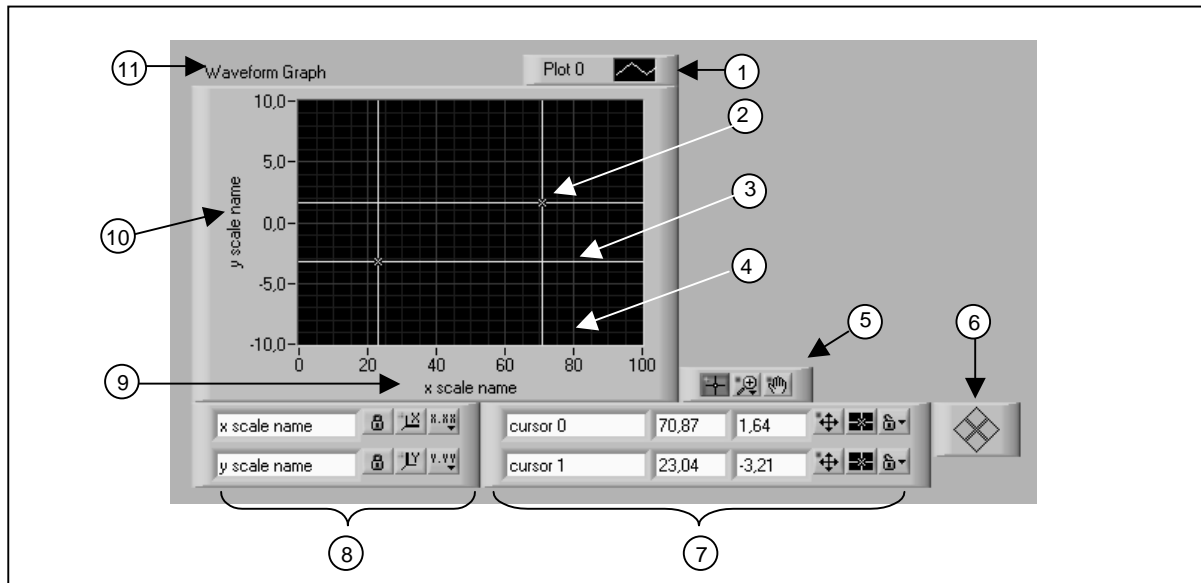 11
Waveform Graph
Plot 0
1
10,0
2
5,0
3
y scale name
10
0,0
4
-5,0
5
6
-10,0
0 20 40 60 80 100
9
x scale name
x scale name X X.XX
cursor 0 70,87 1,64
y scale name Y Y.YY
cursor 1 23,04 -3,21
8
7